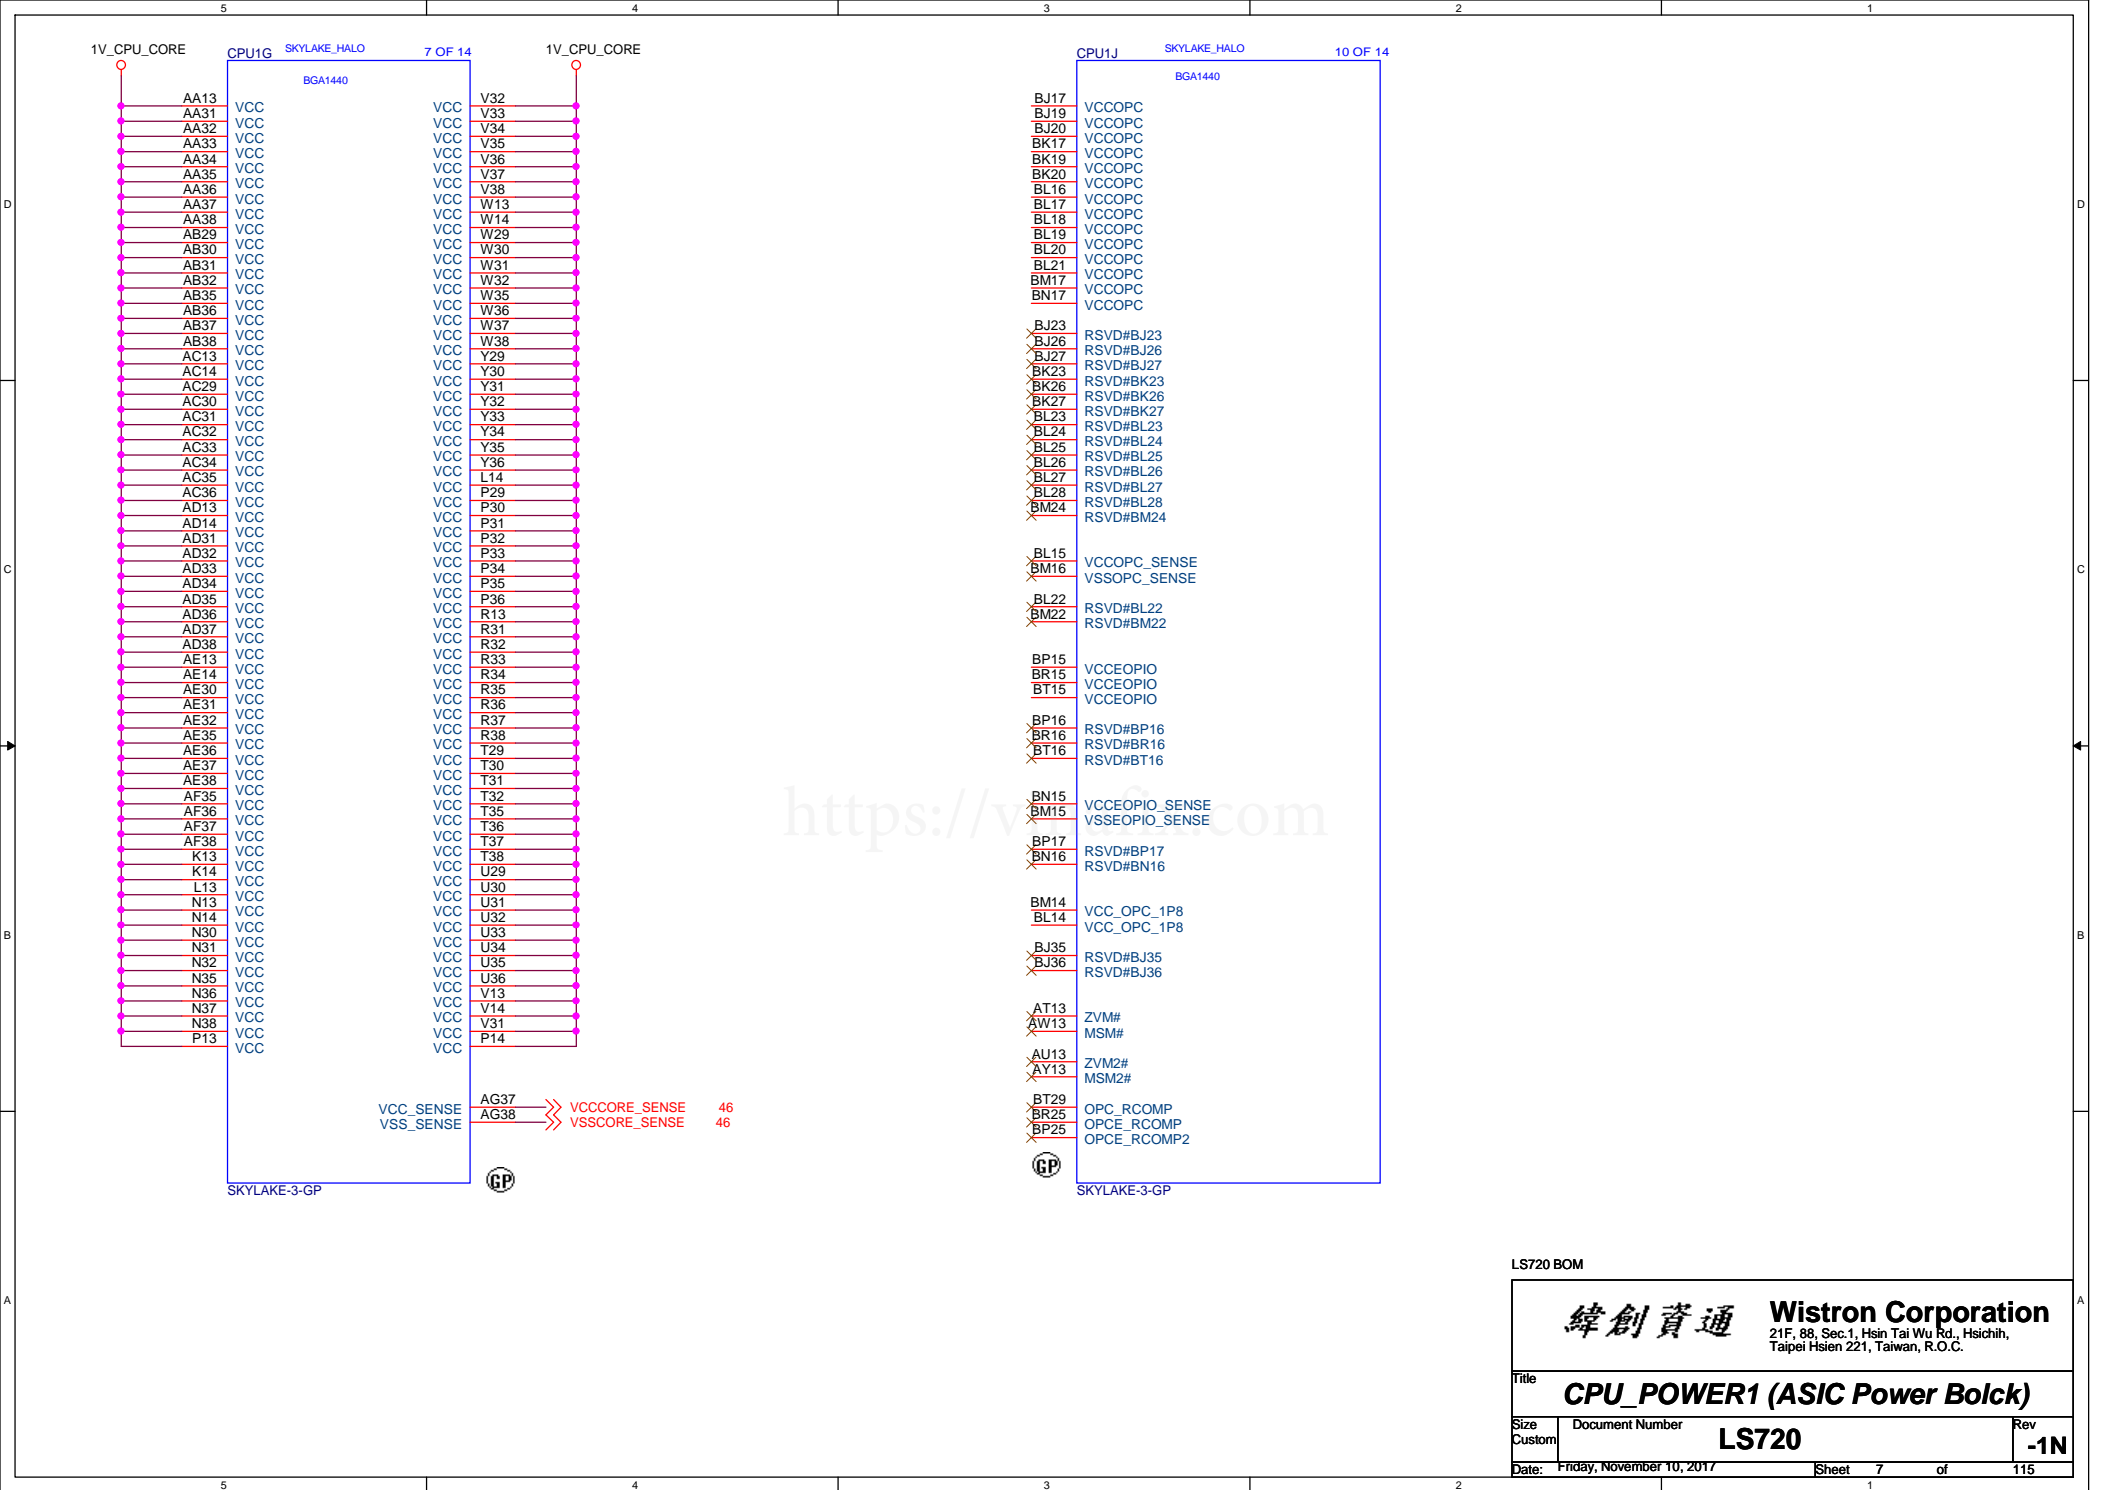 5 4 3 2 1
1V_CPU_CORE CPU1G SKYLAKE_HALO 7 OF 14 1V_CPU_CORE
BGA1440
AA13 VCC VCC V32
AA31 VCC VCC V33
AA32 VCC VCC V34
AA33 VCC VCC V35
AA34 VCC VCC V36
AA35 VCC VCC V37
AA36 VCC VCC V38
AA37 VCC VCC W13
AA38 VCC VCC W14
AB29 VCC VCC W29
AB30 VCC VCC W30
AB31 VCC VCC W31
AB32 VCC VCC W32
AB35 VCC VCC W35
AB36 VCC VCC W36
AB37 VCC VCC W37
AB38 VCC VCC W38
AC13 VCC VCC Y29
AC14 VCC VCC Y30
AC29 VCC VCC Y31
AC30 VCC VCC Y32
AC31 VCC VCC Y33
AC32 VCC VCC Y34
AC33 VCC VCC Y35
AC34 VCC VCC Y36
AC35 VCC VCC L14
AC36 VCC VCC P29
AD13 VCC VCC P30
AD14 VCC VCC P31
AD31 VCC VCC P32
AD32 VCC VCC P33
AD33 VCC VCC P34
AD34 VCC VCC P35
AD35 VCC VCC P36
AD36 VCC VCC R13
AD37 VCC VCC R31
AD38 VCC VCC R32
AE13 VCC VCC R33
AE14 VCC VCC R34
AE30 VCC VCC R35
AE31 VCC VCC R36
AE32 VCC VCC R37
AE35 VCC VCC R38
AE36 VCC VCC T29
AE37 VCC VCC T30
AE38 VCC VCC T31
AF35 VCC VCC T32
AF36 VCC VCC T35
AF37 VCC VCC T36
AF38 VCC VCC T37
K13 VCC VCC T38
K14 VCC VCC U29
L13 VCC VCC U30
N13 VCC VCC U31
N14 VCC VCC U32
N30 VCC VCC U33
N31 VCC VCC U34
N32 VCC VCC U35
N35 VCC VCC U36
N36 VCC VCC V13
N37 VCC VCC V14
N38 VCC VCC V31
P13 VCC VCC P14
VCC_SENSE AG37 VCCCORE_SENSE 46
VSS_SENSE AG38 VSSCORE_SENSE 46
GP
SKYLAKE-3-GP
CPU1J SKYLAKE_HALO 10 OF 14
BGA1440
BJ17 VCCOPC
BJ19 VCCOPC
BJ20 VCCOPC
BK17 VCCOPC
BK19 VCCOPC
BK20 VCCOPC
BL16 VCCOPC
BL17 VCCOPC
BL18 VCCOPC
BL19 VCCOPC
BL20 VCCOPC
BL21 VCCOPC
BM17 VCCOPC
BN17 VCCOPC
BJ23 RSVD#BJ23
BJ26 RSVD#BJ26
BJ27 RSVD#BJ27
BK23 RSVD#BK23
BK26 RSVD#BK26
BK27 RSVD#BK27
BL23 RSVD#BL23
BL24 RSVD#BL24
BL25 RSVD#BL25
BL26 RSVD#BL26
BL27 RSVD#BL27
BL28 RSVD#BL28
BM24 RSVD#BM24
BL15 VCCOPC_SENSE
BM16 VSSOPC_SENSE
BL22 RSVD#BL22
BM22 RSVD#BM22
BP15 VCCEOPIO
BR15 VCCEOPIO
BT15 VCCEOPIO
BP16 RSVD#BP16
BR16 RSVD#BR16
BT16 RSVD#BT16
BN15 VCCEOPIO_SENSE
BM15 VSSEOPIO_SENSE
BP17 RSVD#BP17
BN16 RSVD#BN16
BM14 VCC_OPC_1P8
BL14 VCC_OPC_1P8
BJ35 RSVD#BJ35
BJ36 RSVD#BJ36
AT13 ZVM#
AW13 MSM#
AU13 ZVM2#
AY13 MSM2#
BT29 OPC_RCOMP
BR25 OPCE_RCOMP
BP25 OPCE_RCOMP2
GP
SKYLAKE-3-GP
D D
C C
B B
A A
LS720 BOM
緯創資通 Wistron Corporation
21F, 88, Sec.1, Hsin Tai Wu Rd., Hsichih,
Taipei Hsien 221, Taiwan, R.O.C.
Title
CPU_POWER1 (ASIC Power Bolck)
Size Document Number Rev
Custom LS720 -1N
Date: Friday, November 10, 2017 Sheet 7 of 115
5 4 3 2 1